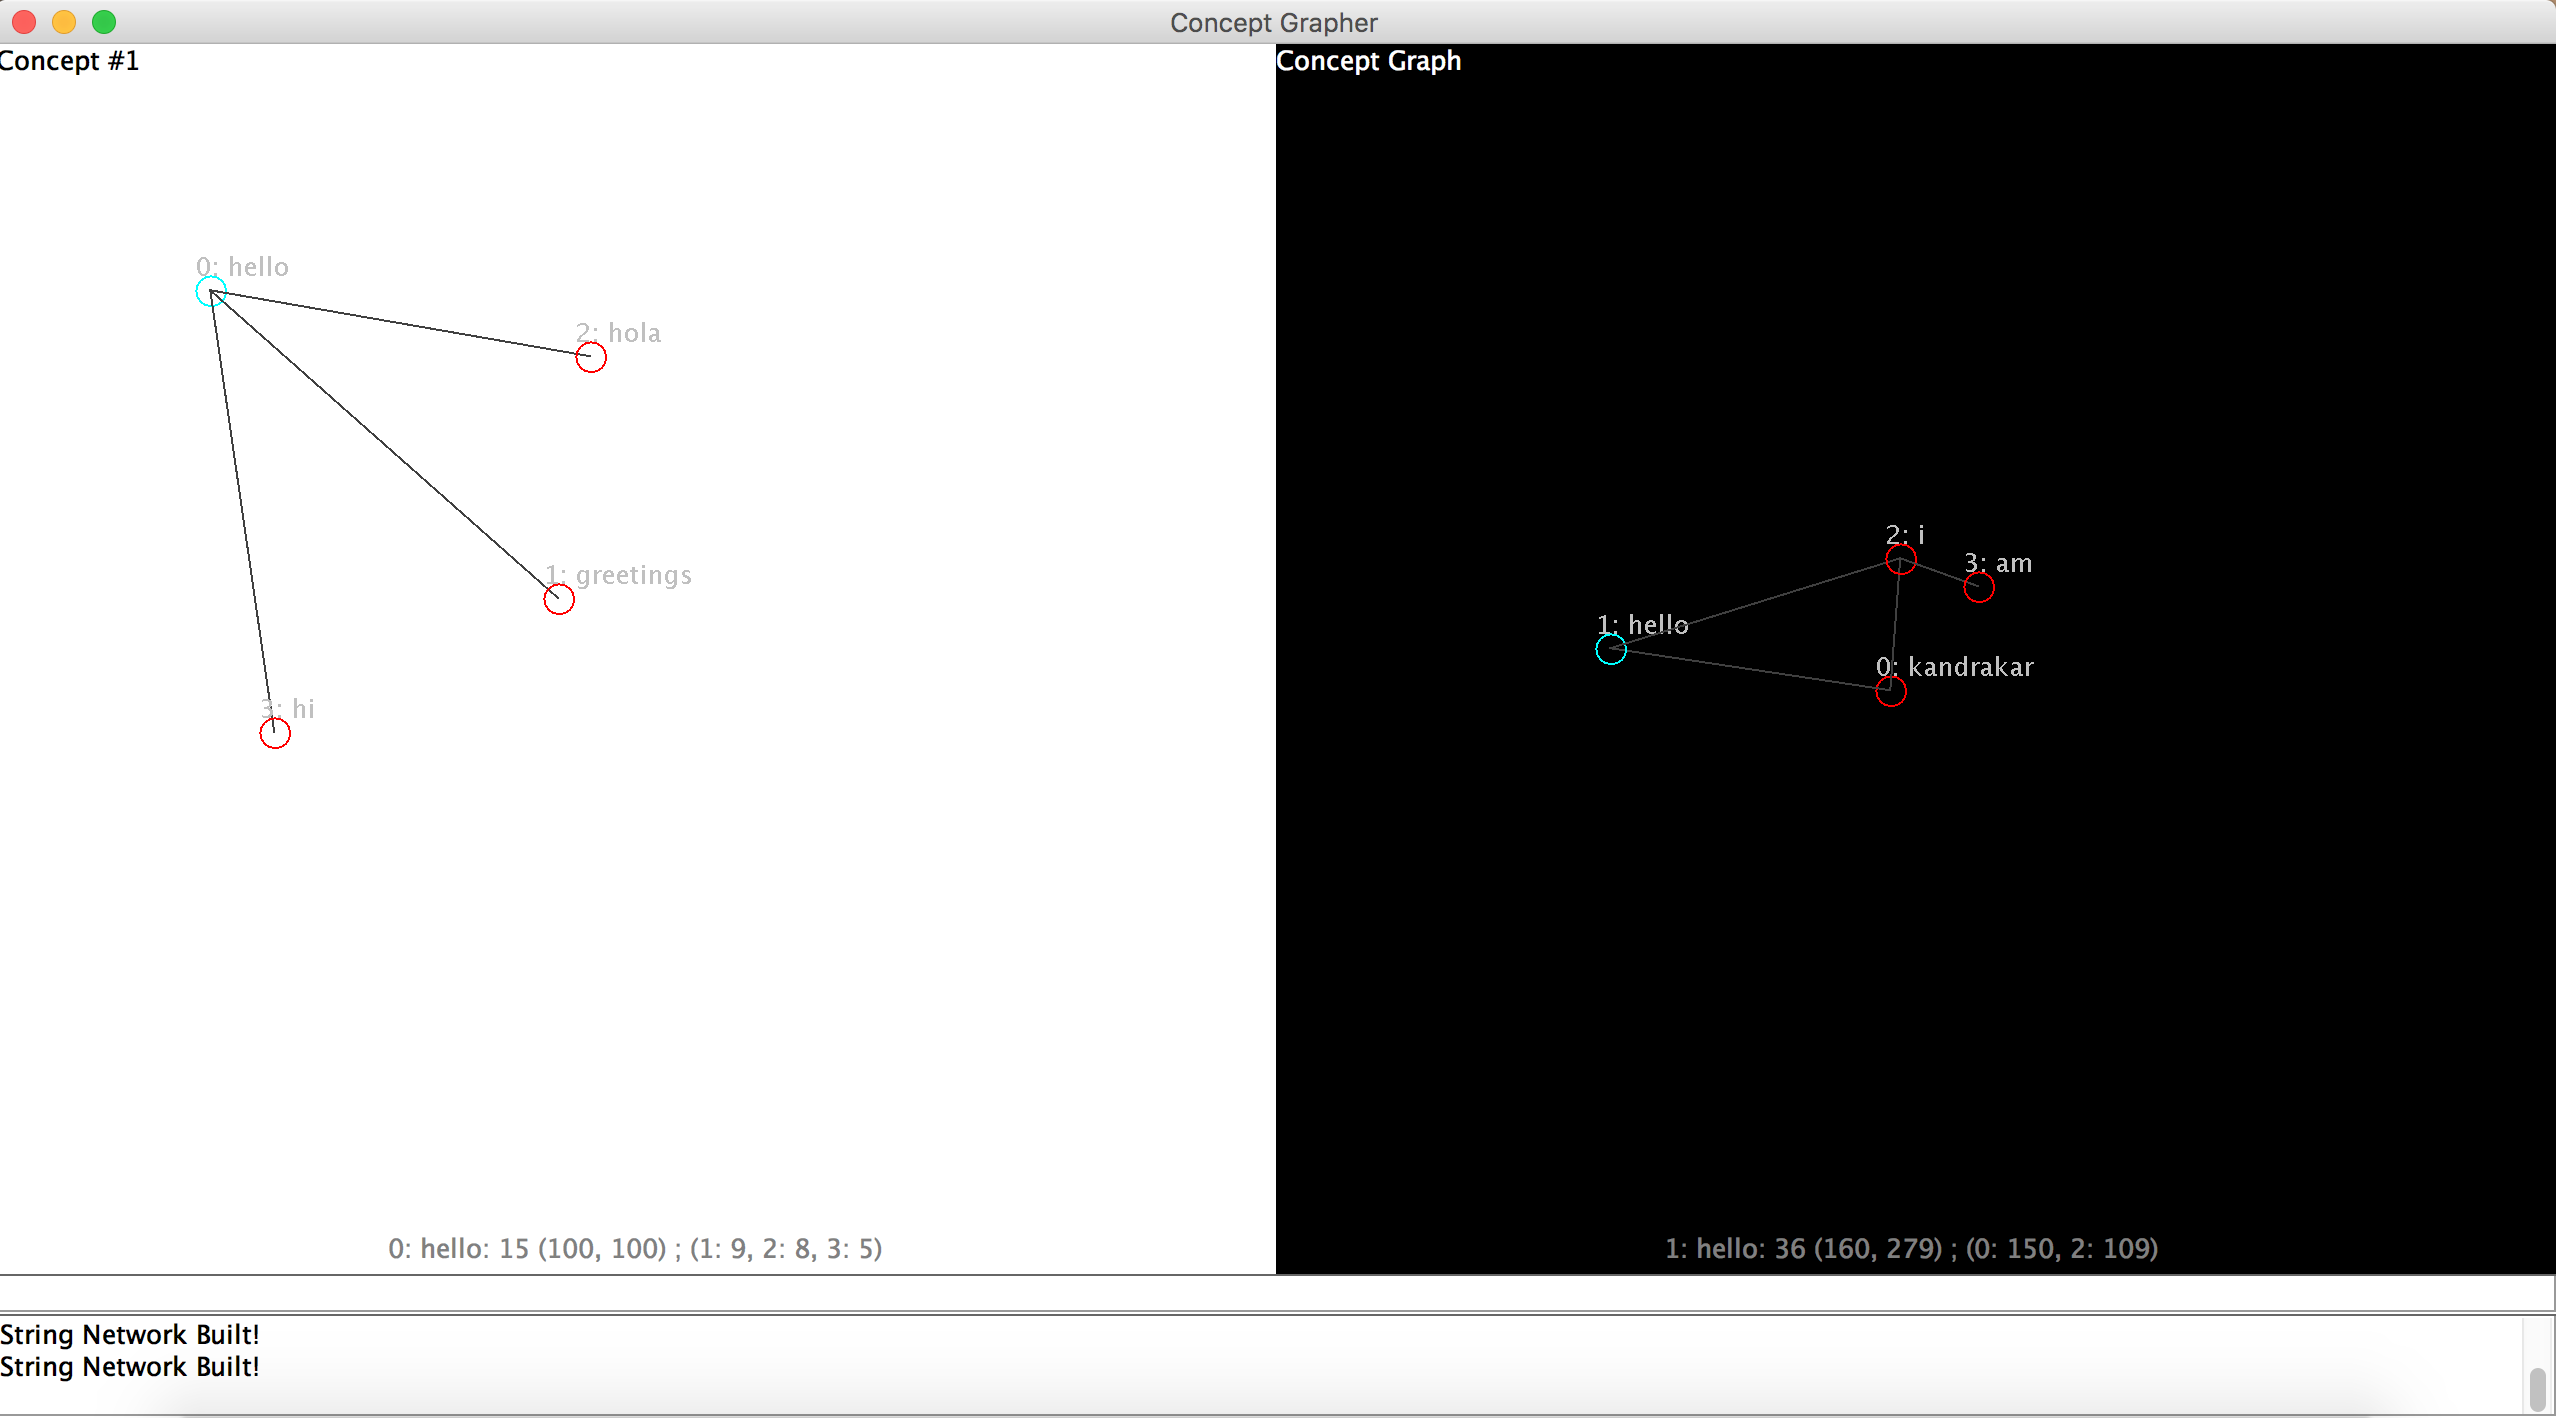 Concept Grapher
Concept #1
0: hello
2: hola
1: greetings
3: hi
0: hello: 15 (100, 100) ; (1: 9, 2: 8, 3: 5)
Concept Graph
2: i
3: am
1: hello
0: kandrakar
1: hello: 36 (160, 279) ; (0: 150, 2: 109)
String Network Built!
String Network Built!